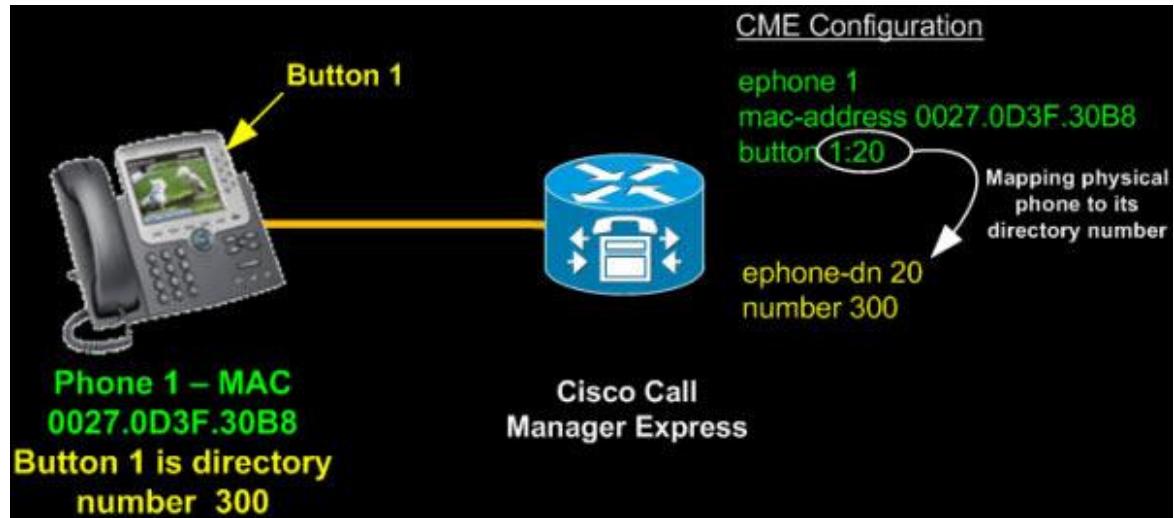 CME Configuration
Button 1
ephone 1
mac-address 0027.0D3F.30B8
button 1:20
Mapping physical
phone to its
directory number
ephone-dn 20
number 300
Phone 1 – MAC
0027.0D3F.30B8
Button 1 is directory
number 300
Cisco Call
Manager Express